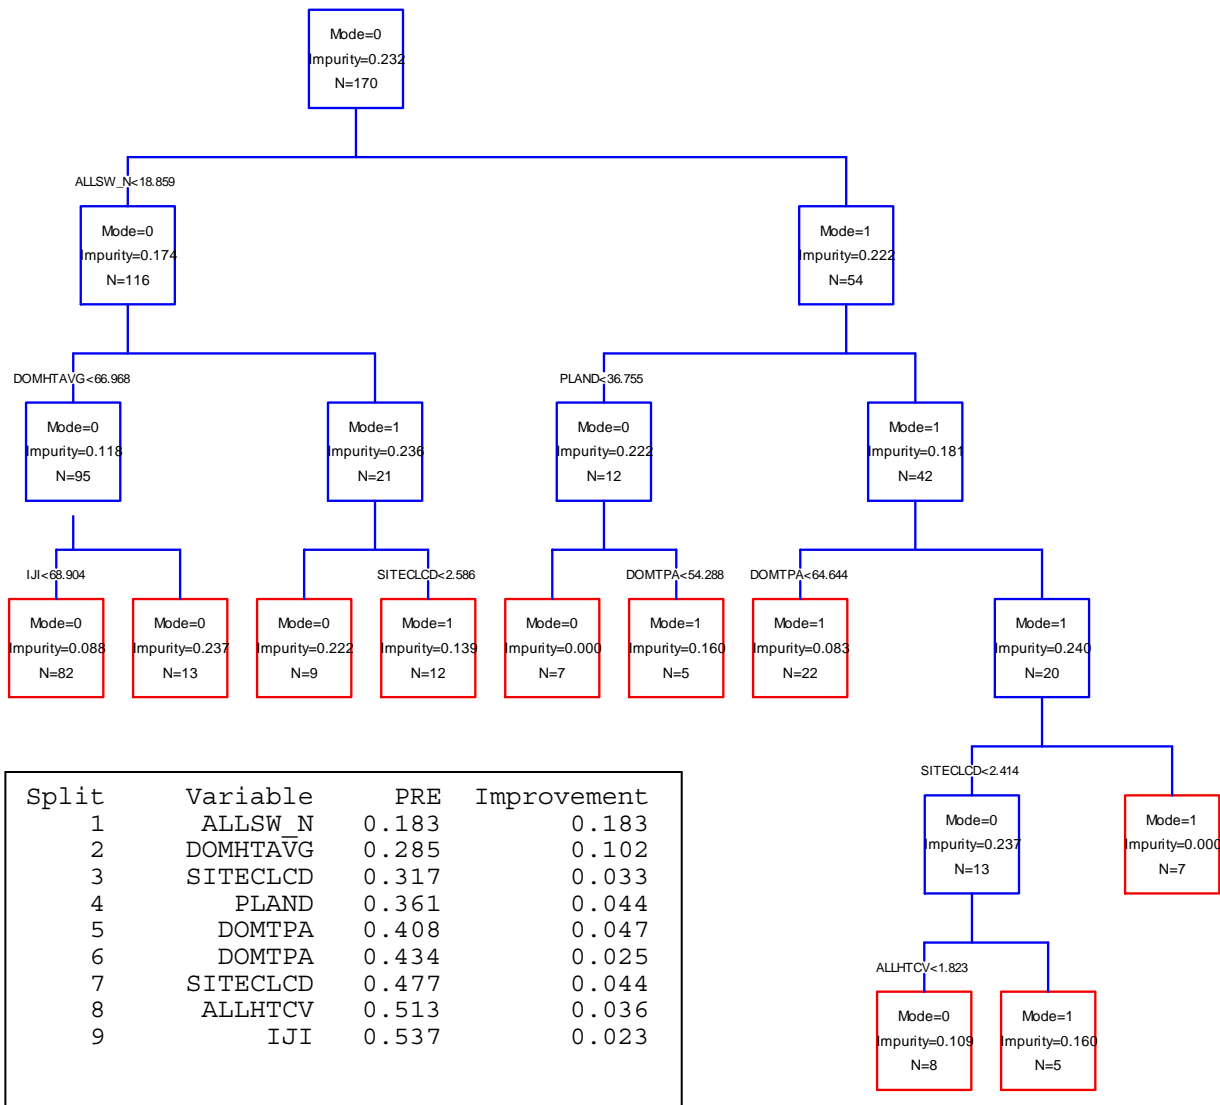 Mode=0
Impurity=0.232
N=170
ALLSW_N<18.859
Mode=0
Impurity=0.174
N=116
Mode=1
Impurity=0.222
N=54
DOMHTAVG<66.968
Mode=0
Impurity=0.118
N=95
Mode=1
Impurity=0.236
N=21
PLAND<36.755
Mode=0
Impurity=0.222
N=12
Mode=1
Impurity=0.181
N=42
IJI<68.904
Mode=0
Impurity=0.088
N=82
Mode=0
Impurity=0.237
N=13
Mode=0
Impurity=0.222
N=9
SITECLCD<2.586
Mode=1
Impurity=0.139
N=12
Mode=0
Impurity=0.000
N=7
DOMTPA<54.288
Mode=1
Impurity=0.160
N=5
DOMTPA<64.644
Mode=1
Impurity=0.083
N=22
Mode=1
Impurity=0.240
N=20
SITECLCD<2.414
Mode=0
Impurity=0.237
N=13
Mode=1
Impurity=0.000
N=7
ALLHTCV<1.823
Mode=0
Impurity=0.109
N=8
Mode=1
Impurity=0.160
N=5
Split Variable PRE Improvement
1 ALLSW_N 0.183 0.183
2 DOMHTAVG 0.285 0.102
3 SITECLCD 0.317 0.033
4 PLAND 0.361 0.044
5 DOMTPA 0.408 0.047
6 DOMTPA 0.434 0.025
7 SITECLCD 0.477 0.044
8 ALLHTCV 0.513 0.036
9 IJI 0.537 0.023